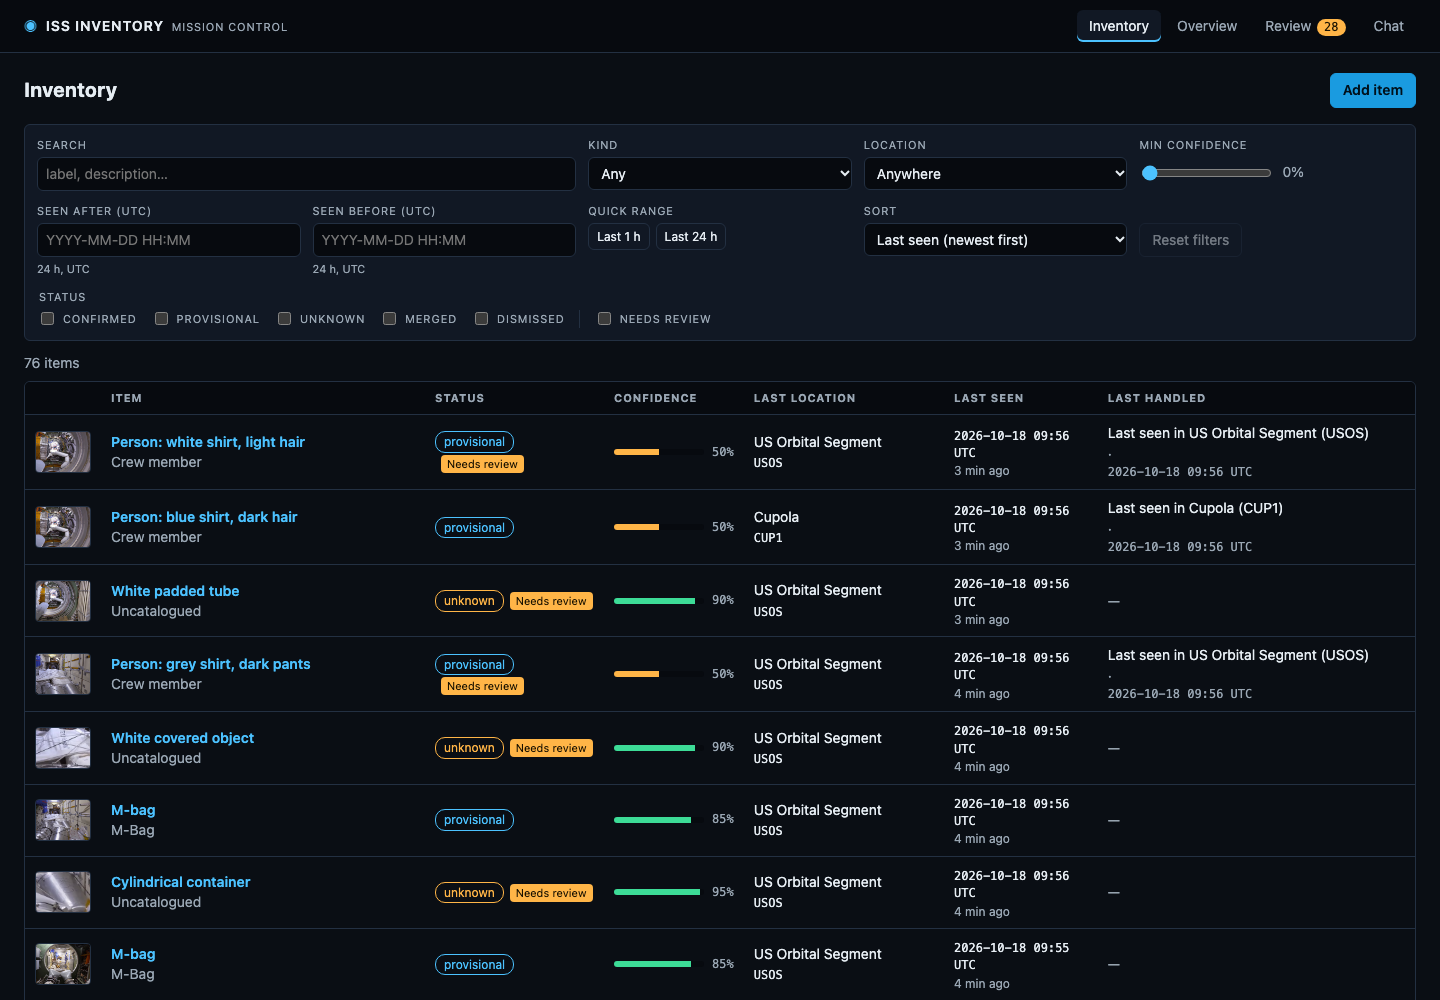 ISS INVENTORY MISSION CONTROL
Inventory Overview Review 28 Chat
Inventory
Add item
SEARCH KIND LOCATION MIN CONFIDENCE
label, description... Any Anywhere 0%
SEEN AFTER (UTC) SEEN BEFORE (UTC) QUICK RANGE SORT
YYYY-MM-DD HH:MM YYYY-MM-DD HH:MM Last 1 h Last 24 h Last seen (newest first) Reset filters
24 h, UTC 24 h, UTC
STATUS
CONFIRMED PROVISIONAL UNKNOWN MERGED DISMISSED NEEDS REVIEW
76 items
ITEM STATUS CONFIDENCE LAST LOCATION LAST SEEN LAST HANDLED
Person: white shirt, light hair
Crew member
provisional
Needs review
50%
US Orbital Segment
USOS
2026-10-18 09:56
UTC
3 min ago
Last seen in US Orbital Segment (USOS)
·
2026-10-18 09:56 UTC
Person: blue shirt, dark hair
Crew member
provisional
50%
Cupola
CUP1
2026-10-18 09:56
UTC
3 min ago
Last seen in Cupola (CUP1)
·
2026-10-18 09:56 UTC
White padded tube
Uncatalogued
unknown Needs review
90%
US Orbital Segment
USOS
2026-10-18 09:56
UTC
3 min ago
—
Person: grey shirt, dark pants
Crew member
provisional
Needs review
50%
US Orbital Segment
USOS
2026-10-18 09:56
UTC
4 min ago
Last seen in US Orbital Segment (USOS)
·
2026-10-18 09:56 UTC
White covered object
Uncatalogued
unknown Needs review
90%
US Orbital Segment
USOS
2026-10-18 09:56
UTC
4 min ago
—
M-bag
M-Bag
provisional
85%
US Orbital Segment
USOS
2026-10-18 09:56
UTC
4 min ago
—
Cylindrical container
Uncatalogued
unknown Needs review
95%
US Orbital Segment
USOS
2026-10-18 09:56
UTC
4 min ago
—
M-bag
M-Bag
provisional
85%
US Orbital Segment
USOS
2026-10-18 09:55
UTC
4 min ago
—